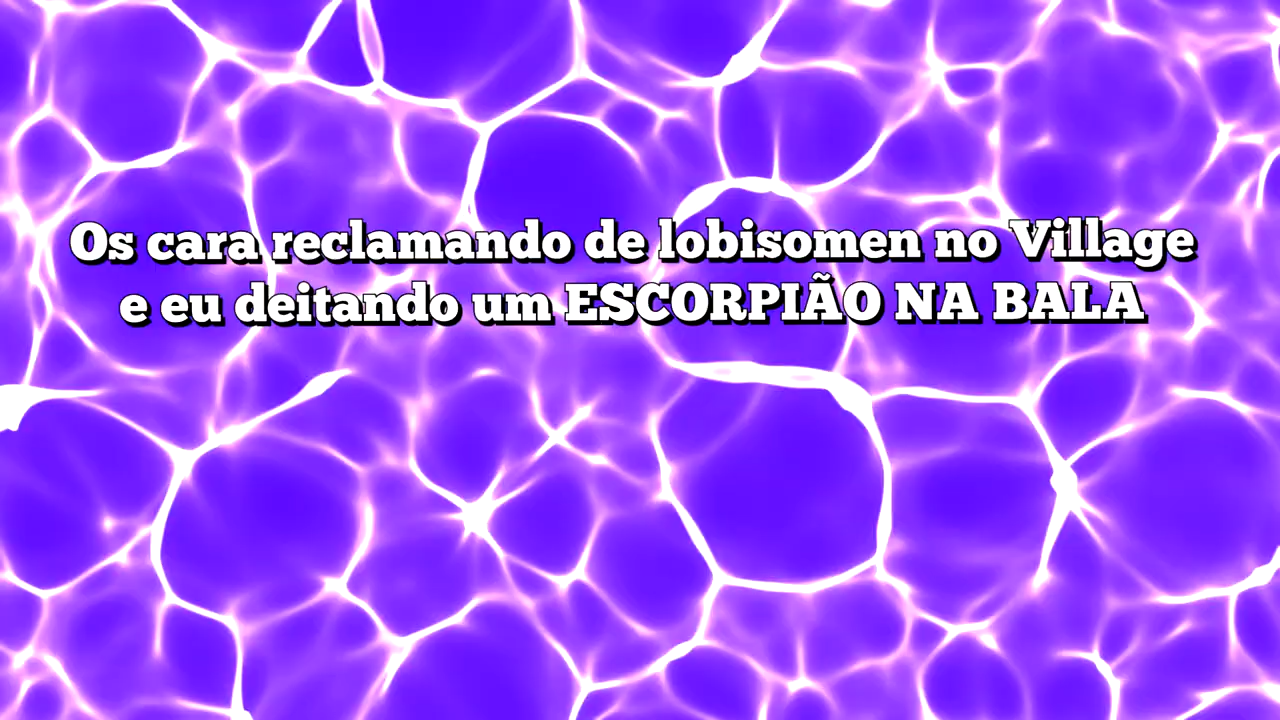 Os cara reclamando de lobisomen no Village
e eu deitando um ESCORPIÃO NA BALA